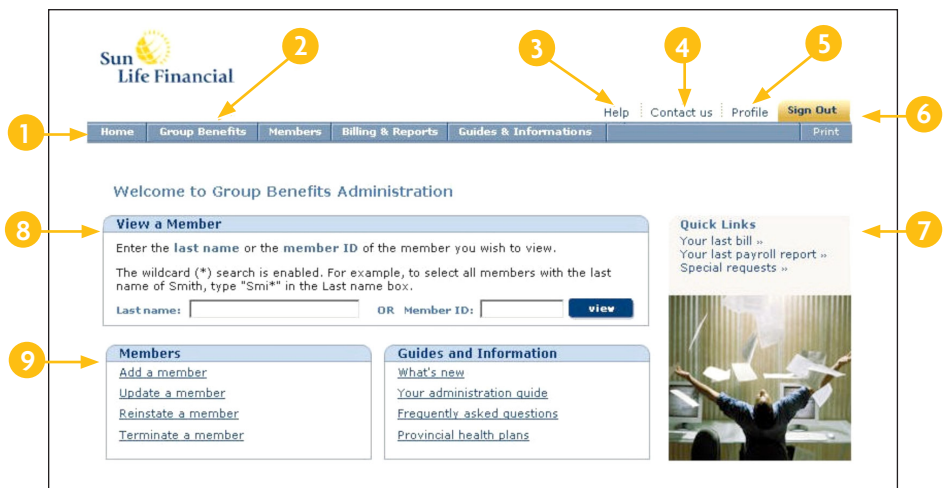 Sun
Life Financial
2
3
4
5
Help Contact us Profile Sign Out
6
1
Home Group Benefits Members Billing & Reports Guides & Informations Print
Welcome to Group Benefits Administration
8
View a Member
Enter the last name or the member ID of the member you wish to view.
The wildcard (*) search is enabled. For example, to select all members with the last
name of Smith, type "Smi*" in the Last name box.
Last name: OR Member ID: view
Quick Links
Your last bill »
Your last payroll report »
Special requests »
7
9
Members
Add a member
Update a member
Reinstate a member
Terminate a member
Guides and Information
What's new
Your administration guide
Frequently asked questions
Provincial health plans